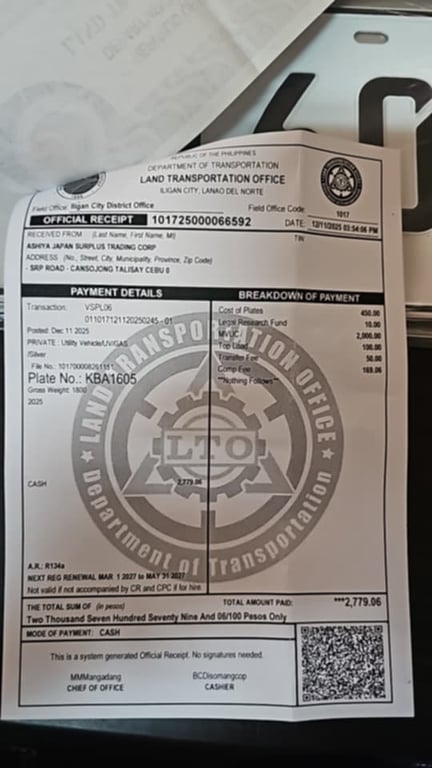 60
REPUBLIC OF THE PHILIPPINES
DEPARTMENT OF TRANSPORTATION
LAND TRANSPORTATION OFFICE
ILIGAN CITY, LANAO DEL NORTE
Field Office: Iligan City District Office
Field Office Code: 1017
OFFICIAL RECEIPT 101725000066592
DATE: 12/11/2025 03:54:06 PM
RECEIVED FROM (Last Name, First Name, MI)
TIN:
ASHIYA JAPAN SURPLUS TRADING CORP
ADDRESS (No., Street, City, Municipality, Province, Zip Code)
- SRP ROAD - CANSOJONG TALISAY CEBU 0
PAYMENT DETAILS
BREAKDOWN OF PAYMENT
Transaction: VSPL06
011017121120250245 - 01
Posted: Dec 11 2025
PRIVATE : Utility Vehicle/UV/GAS
/Silver
Plate No.: KBA1605
Gross Weight: 1800
2025
Cost of Plates 450.00
Legal Research Fund 10.00
MVUC 2,000.00
Top Load 100.00
Transfer Fee 50.00
Comp Fee 169.06
**Nothing Follows**
LAND TRANSPORTATION OFFICE
LTO
Department of Transportation
CASH 2,779.06
A.R.: R134a
NEXT REG RENEWAL MAR 1 2027 to MAY 31 2027
Not valid if not accompanied by CR and CPC if for hire
THE TOTAL SUM OF (in pesos)
TOTAL AMOUNT PAID: ***2,779.06
Two Thousand Seven Hundred Seventy Nine And 06/100 Pesos Only
MODE OF PAYMENT: CASH
This is a system generated Official Receipt. No signatures needed.
MMMangadang
CHIEF OF OFFICE
BCDisomangcop
CASHIER